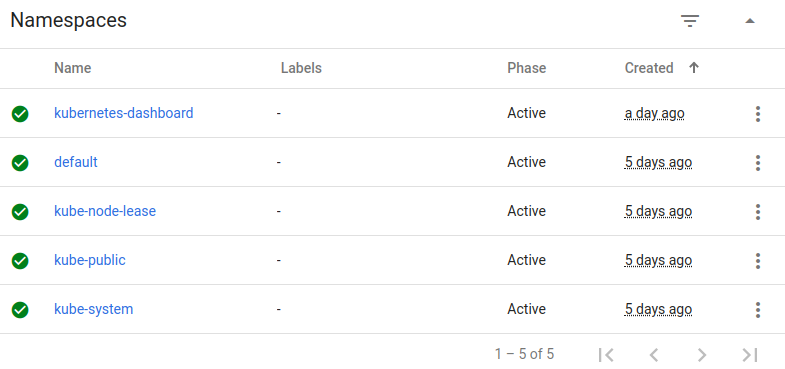 Namespaces
Name Labels Phase Created
kubernetes-dashboard - Active a day ago
default - Active 5 days ago
kube-node-lease - Active 5 days ago
kube-public - Active 5 days ago
kube-system - Active 5 days ago
1 – 5 of 5